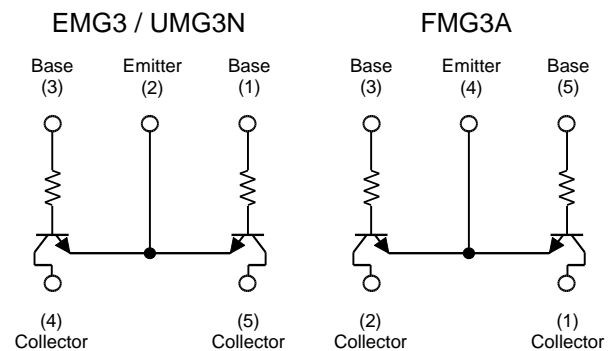 EMG3 / UMG3N
FMG3A
Base Emitter Base
(3) (2) (1)
Base Emitter Base
(3) (4) (5)
(4) (5)
Collector Collector
(2) (1)
Collector Collector